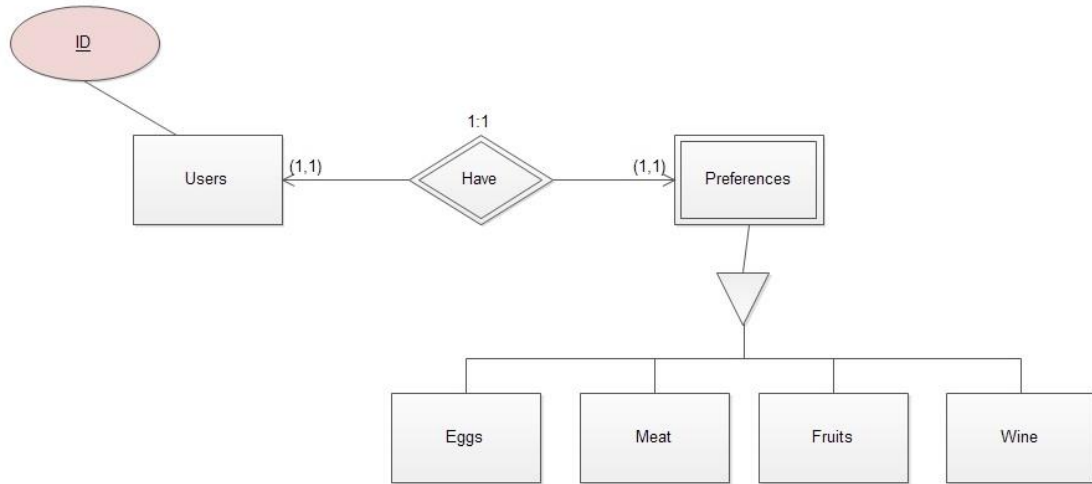 ID
1:1
Users
(1,1)
Have
(1,1)
Preferences
Eggs
Meat
Fruits
Wine